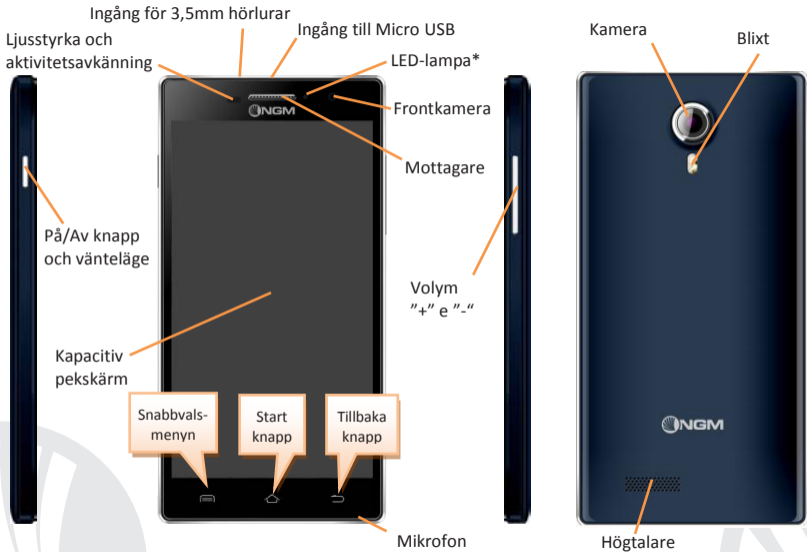 Ingång för 3,5mm hörlurar
Ljusstyrka och
aktivitetsavkänning
Ingång till Micro USB
LED-lampa*
Frontkamera
Mottagare
NGM
På/Av knapp
och vänteläge
Volym
”+” e ”-“
Kapacitiv
pekskärm
Snabbvals-
menyn
Start
knapp
Tillbaka
knapp
Mikrofon
Kamera
Blixt
NGM
Högtalare